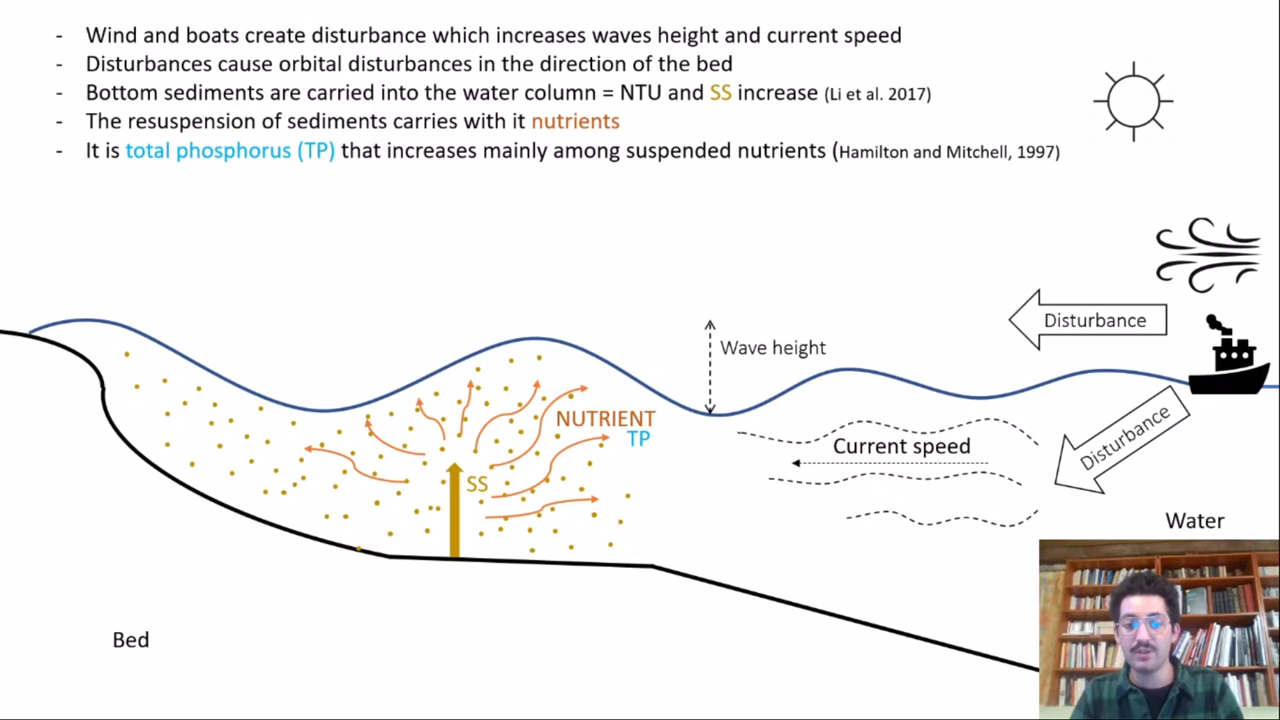 - Wind and boats create disturbance which increases waves height and current speed
- Disturbances cause orbital disturbances in the direction of the bed
- Bottom sediments are carried into the water column = NTU and SS increase (Li et al. 2017)
- The resuspension of sediments carries with it nutrients
- It is total phosphorus (TP) that increases mainly among suspended nutrients (Hamilton and Mitchell, 1997)
Disturbance
Wave height
NUTRIENT
TP
Disturbance
Current speed
SS
Water
Bed